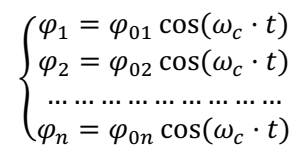 φ₁ = φ₀₁ cos(ω_c · t)
φ₂ = φ₀₂ cos(ω_c · t)
… … … … … … … … …
φₙ = φ₀ₙ cos(ω_c · t)